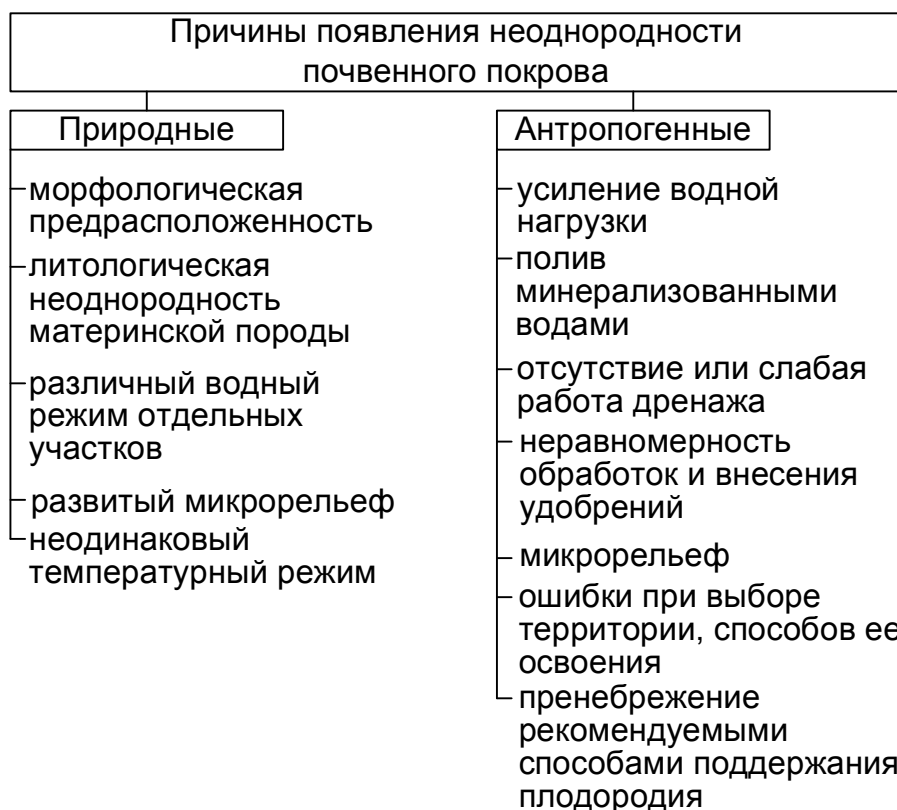 Причины появления неоднородности
почвенного покрова
Природные
морфологическая
предрасположенность
литологическая
неоднородность
материнской породы
различный водный
режим отдельных
участков
развитый микрорельеф
неодинаковый
температурный режим
Антропогенные
усиление водной
нагрузки
полив
минерализованными
водами
отсутствие или слабая
работа дренажа
неравномерность
обработок и внесения
удобрений
микрорельеф
ошибки при выборе
территории, способов ее
освоения
пренебрежение
рекомендуемыми
способами поддержания
плодородия